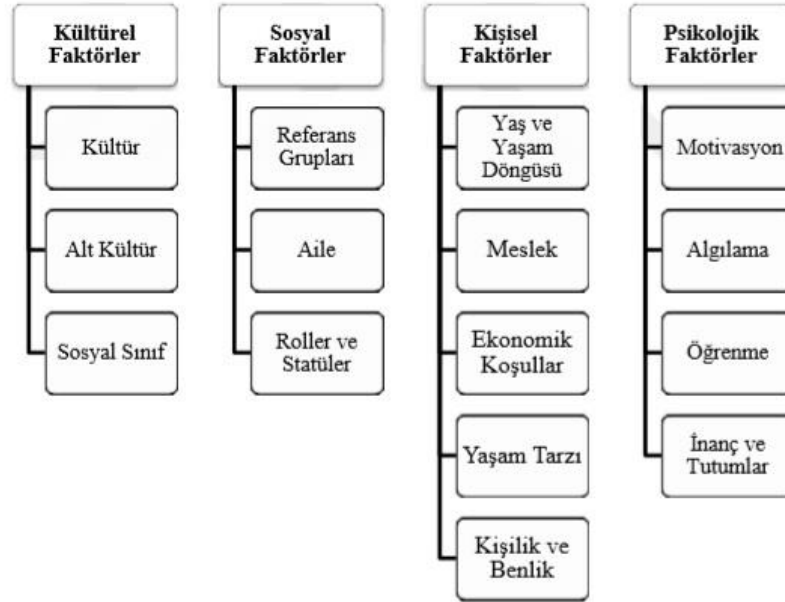 Kültürel
Faktörler
Kültür
Alt Kültür
Sosyal Sınıf
Sosyal
Faktörler
Referans
Grupları
Aile
Roller ve
Statüler
Kişisel
Faktörler
Yaş ve
Yaşam
Döngüsü
Meslek
Ekonomik
Koşullar
Yaşam Tarzı
Kişilik ve
Benlik
Psikolojik
Faktörler
Motivasyon
Algılama
Öğrenme
İnanç ve
Tutumlar